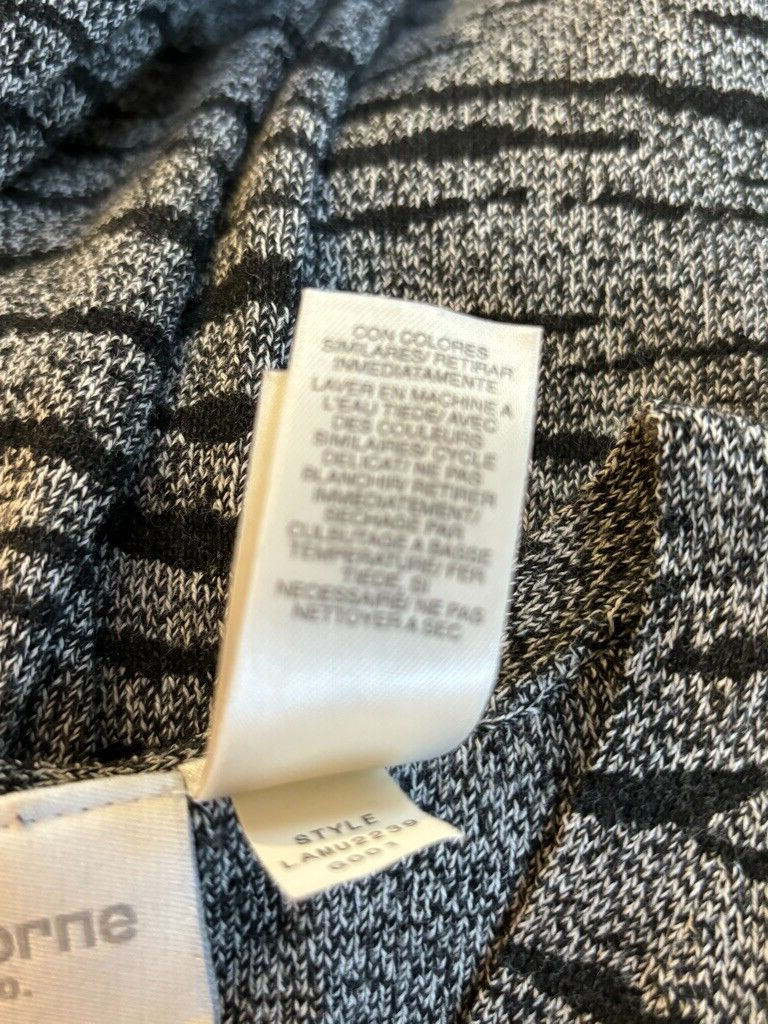 CON COLORES
SIMILARES/ RETIRAR
INMEDIATAMENTE
LAVER EN MACHINE A
L'EAU TIEDE/ AVEC
DES COULEURS
SIMILAIRES/ CYCLE
DELICAT/ NE PAS
BLANCHIR/ RETIRER
IMMEDIATEMENT/
SECHAGE PAR
CULBUTAGE A BASSE
TEMPERATURE/ FER
TIEDE, SI
NECESSAIRE/ NE PAS
NETTOYER A SEC
STYLE
LAMU2239
0001
orne
o.